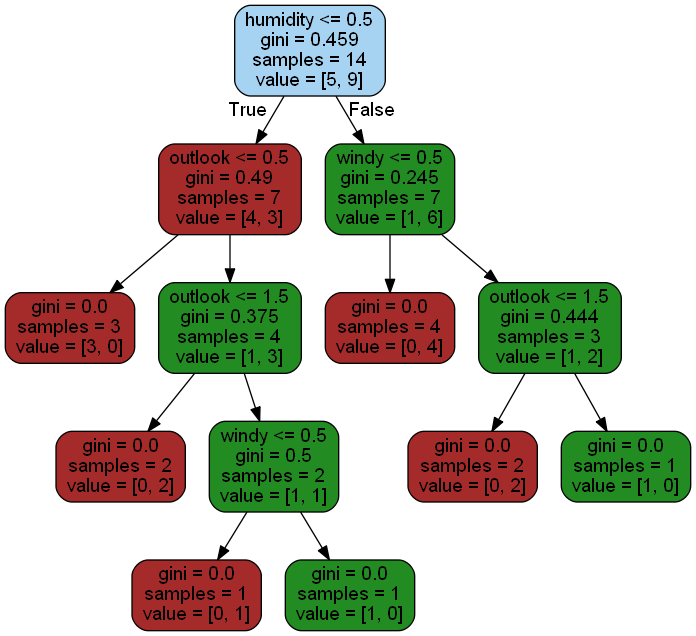 humidity <= 0.5
gini = 0.459
samples = 14
value = [5, 9]
True
False
outlook <= 0.5
gini = 0.49
samples = 7
value = [4, 3]
windy <= 0.5
gini = 0.245
samples = 7
value = [1, 6]
gini = 0.0
samples = 3
value = [3, 0]
outlook <= 1.5
gini = 0.375
samples = 4
value = [1, 3]
gini = 0.0
samples = 4
value = [0, 4]
outlook <= 1.5
gini = 0.444
samples = 3
value = [1, 2]
gini = 0.0
samples = 2
value = [0, 2]
windy <= 0.5
gini = 0.5
samples = 2
value = [1, 1]
gini = 0.0
samples = 2
value = [0, 2]
gini = 0.0
samples = 1
value = [1, 0]
gini = 0.0
samples = 1
value = [0, 1]
gini = 0.0
samples = 1
value = [1, 0]